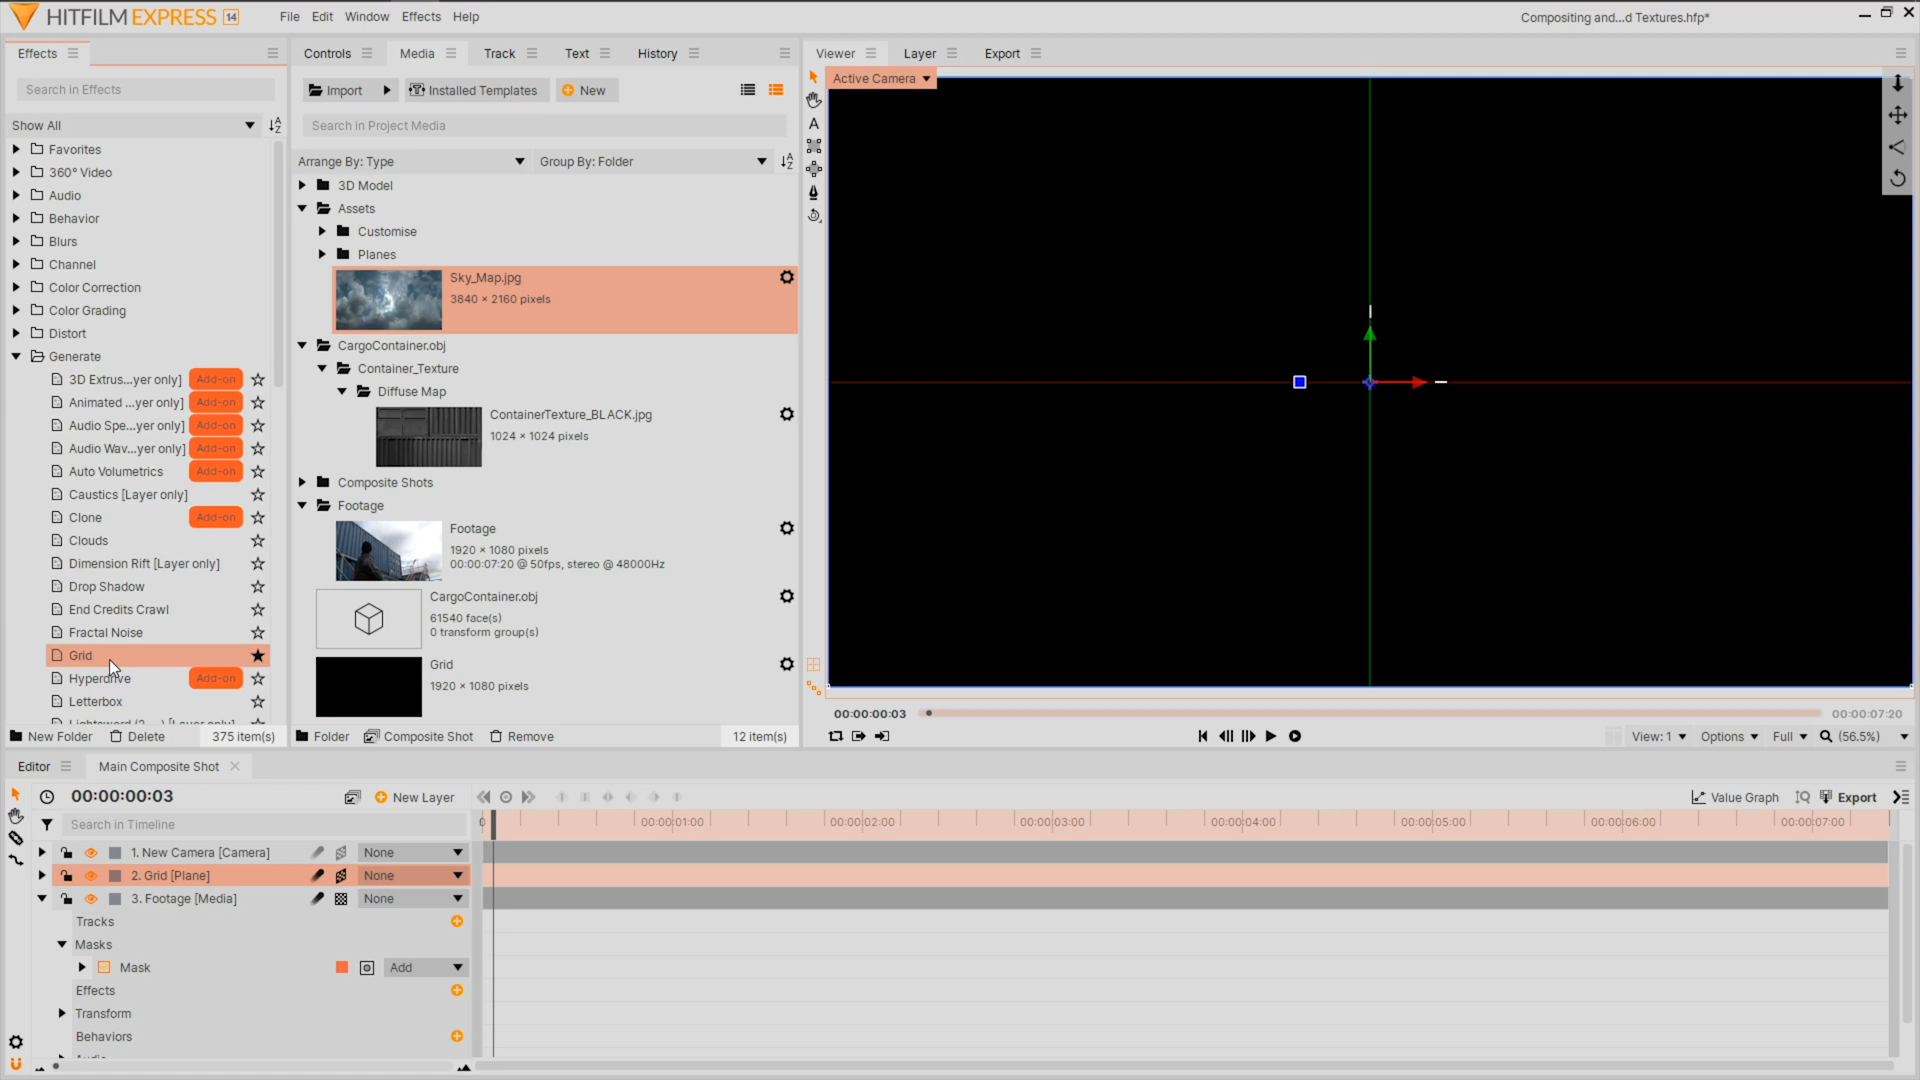 HITFILM EXPRESS 14
File Edit Window Effects Help
Compositing and...d Textures.hfp*
Effects
Search in Effects
Show All
Favorites
360° Video
Audio
Behavior
Blurs
Channel
Color Correction
Color Grading
Distort
Generate
3D Extrus...yer only] Add-on
Animated ...yer only] Add-on
Audio Spe...yer only] Add-on
Audio Wav...yer only] Add-on
Auto Volumetrics Add-on
Caustics [Layer only]
Clone Add-on
Clouds
Dimension Rift [Layer only]
Drop Shadow
End Credits Crawl
Fractal Noise
Grid
Hyperdrive Add-on
Letterbox
New Folder Delete 375 item(s)
Controls Media Track Text History
Import Installed Templates New
Search in Project Media
Arrange By: Type Group By: Folder
3D Model
Assets
Customise
Planes
Sky_Map.jpg
3840 × 2160 pixels
CargoContainer.obj
Container_Texture
Diffuse Map
ContainerTexture_BLACK.jpg
1024 × 1024 pixels
Composite Shots
Footage
Footage
1920 × 1080 pixels
00:00:07:20 @ 50fps, stereo @ 48000Hz
CargoContainer.obj
61540 face(s)
0 transform group(s)
Grid
1920 × 1080 pixels
Folder Composite Shot Remove 12 item(s)
Viewer Layer Export
Active Camera
A
00:00:00:03 00:00:07:20
View: 1 Options Full (56.5%)
Editor Main Composite Shot
00:00:00:03 New Layer Value Graph Export
Search in Timeline
0 00:00:01:00 00:00:02:00 00:00:03:00 00:00:04:00 00:00:05:00 00:00:06:00 00:00:07:00
1. New Camera [Camera] None
2. Grid [Plane] None
3. Footage [Media] None
Tracks
Masks
Mask Add
Effects
Transform
Behaviors